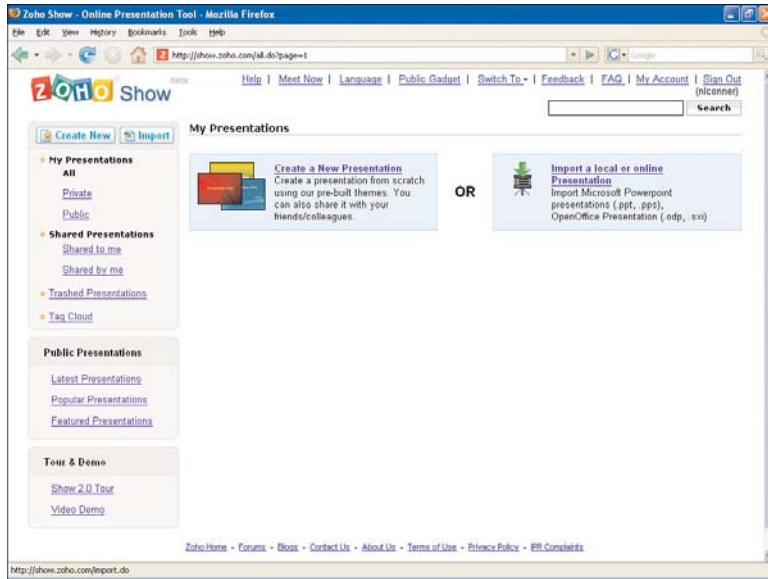 Zoho Show - Online Presentation Tool - Mozilla Firefox
File Edit View History Bookmarks Tools Help
http://show.zoho.com/all.do?page=1
Google
ZOHO Show
beta
Help | Meet Now | Language | Public Gadget | Switch To | Feedback | FAQ | My Account | Sign Out
(nlconner)
Search
Create New Import
My Presentations
All
Private
Public
Shared Presentations
Shared to me
Shared by me
Trashed Presentations
Tag Cloud
Public Presentations
Latest Presentations
Popular Presentations
Featured Presentations
Tour & Demo
Show 2.0 Tour
Video Demo
My Presentations
Create a New Presentation
Create a presentation from scratch
using our pre-built themes. You
can also share it with your
friends/colleagues.
OR
Import a local or online
Presentation
Import Microsoft Powerpoint
presentations (.ppt, .pps),
OpenOffice Presentation (.odp, .sxi)
Zoho Home - Forums - Blogs - Contact Us - About Us - Terms of Use - Privacy Policy - IPR Complaints
http://show.zoho.com/import.do